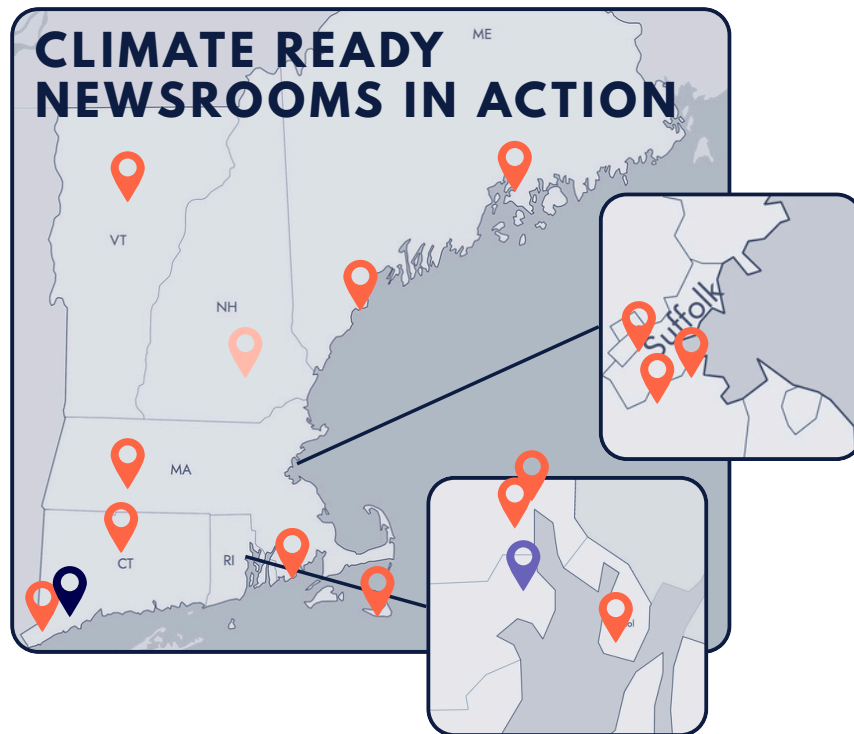 CLIMATE READY
NEWSROOMS IN ACTION
ME
VT
NH
Suffolk
MA
CT
RI